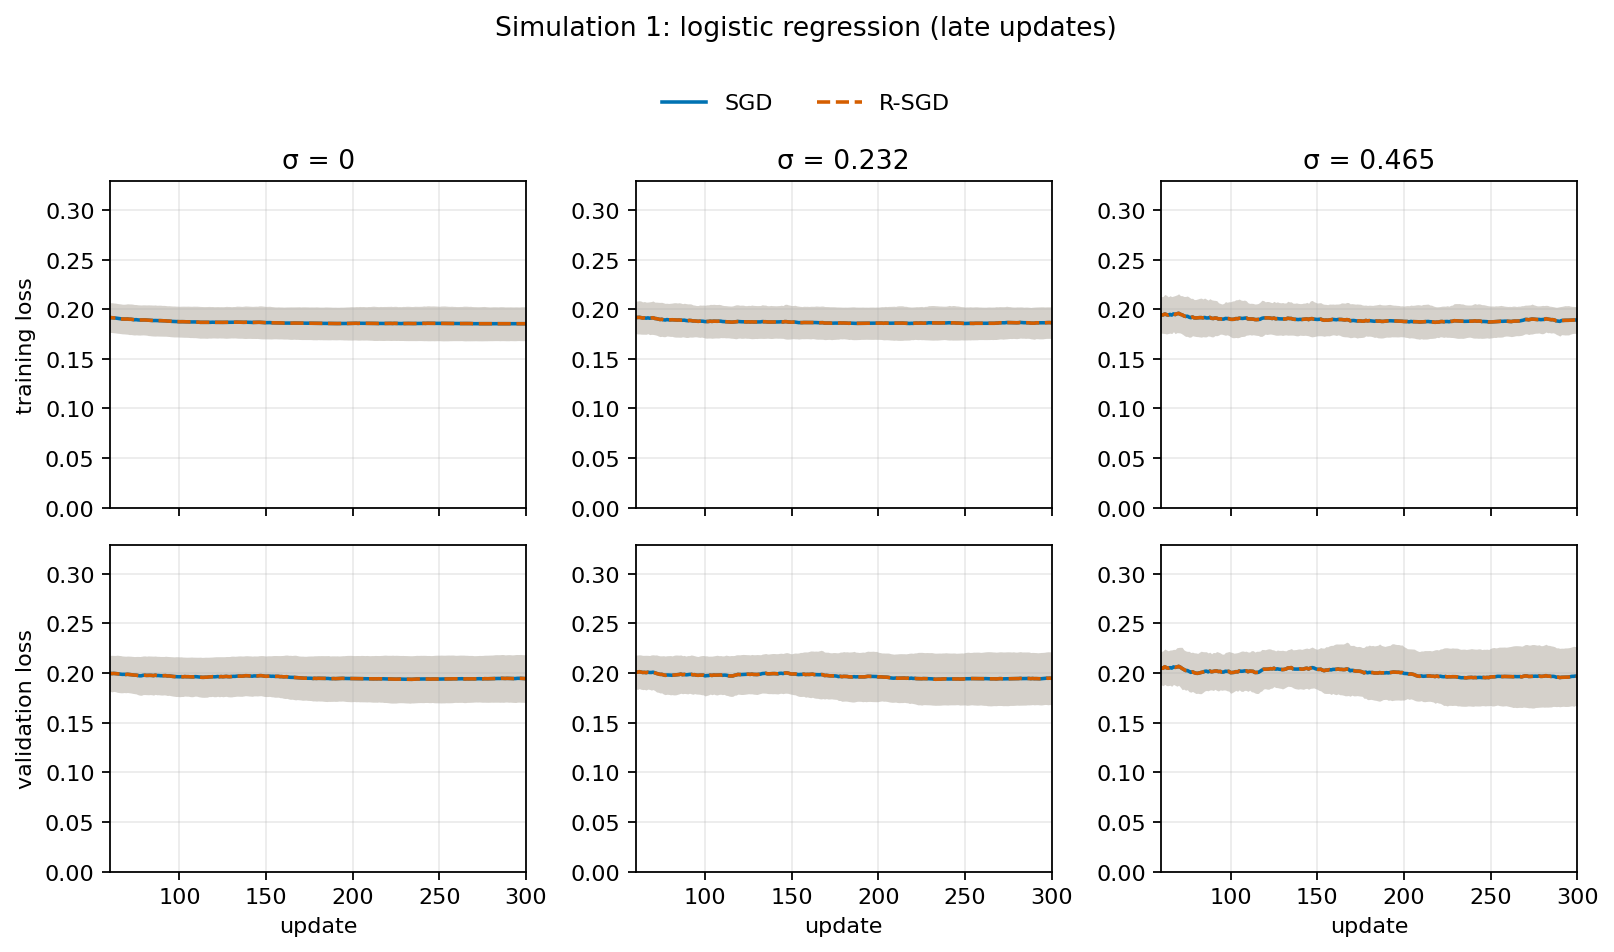 Simulation 1: logistic regression (late updates)
SGD R-SGD
σ = 0 σ = 0.232 σ = 0.465
training loss
0.30 0.30 0.30
0.25 0.25 0.25
0.20 0.20 0.20
0.15 0.15 0.15
0.10 0.10 0.10
0.05 0.05 0.05
0.00 0.00 0.00
validation loss
0.30 0.30 0.30
0.25 0.25 0.25
0.20 0.20 0.20
0.15 0.15 0.15
0.10 0.10 0.10
0.05 0.05 0.05
0.00 0.00 0.00
100 150 200 250 300 100 150 200 250 300 100 150 200 250 300
update update update